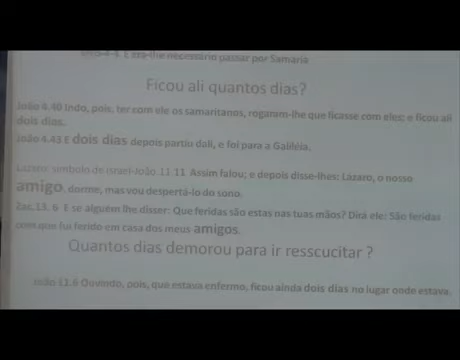 E era-lhe necessário passar por Samária
Ficou ali quantos dias?
João 4.40 Indo, pois, ter com ele os samaritanos, rogaram-lhe que ficasse com eles; e ficou ali
dois dias.
João 4.43 E dois dias depois partiu dali, e foi para a Galiléia.
Lazaro: simbolo de Israel-João 11:11 Assim falou; e depois disse-lhes: Lázaro, o nosso
amigo, dorme, mas vou despertá-lo do sono.
Zac.13. 6 E se alguém lhe disser: Que feridas são estas nas tuas mãos? Dirá ele: São feridas
com que fui ferido em casa dos meus amigos.
Quantos dias demorou para ir resscucitar ?
João 11.6 Ouvindo, pois, que estava enfermo, ficou ainda dois dias no lugar onde estava.